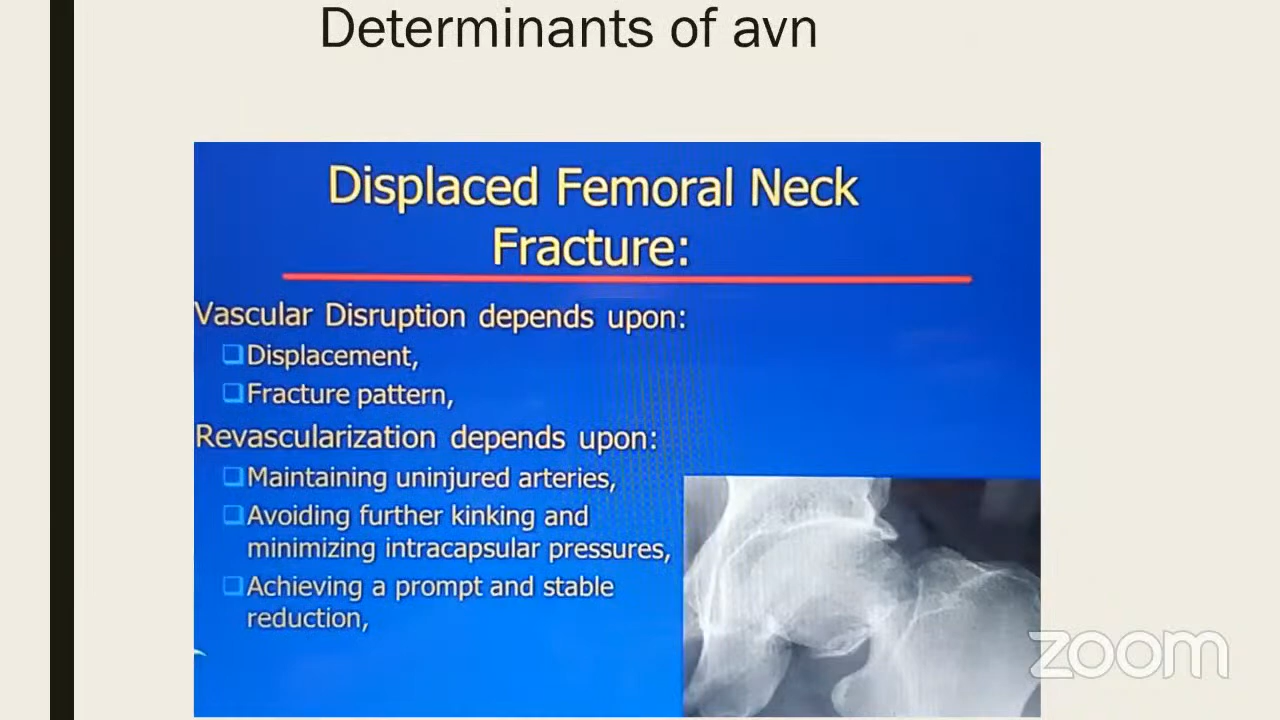 Determinants of avn
Displaced Femoral Neck
Fracture:
Vascular Disruption depends upon:
Displacement,
Fracture pattern,
Revascularization depends upon:
Maintaining uninjured arteries,
Avoiding further kinking and
minimizing intracapsular pressures,
Achieving a prompt and stable
reduction,
zoom